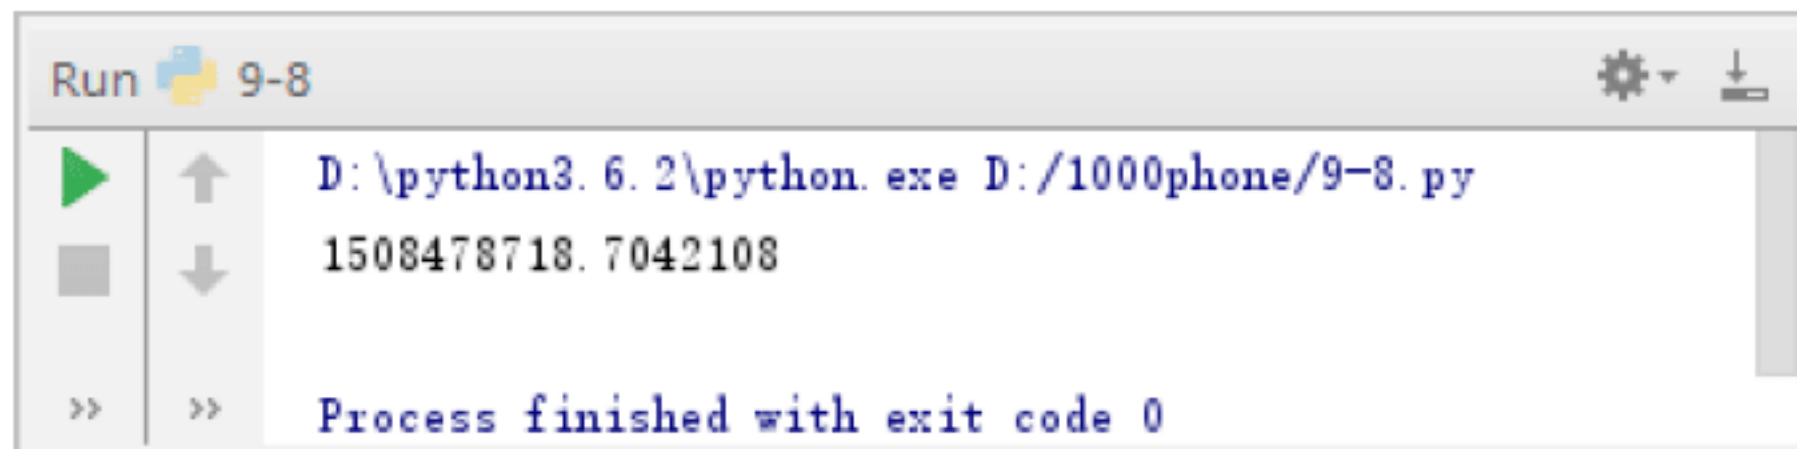 Run 9-8
D:\python3.6.2\python.exe D:/1000phone/9-8.py
1508478718.7042108
Process finished with exit code 0